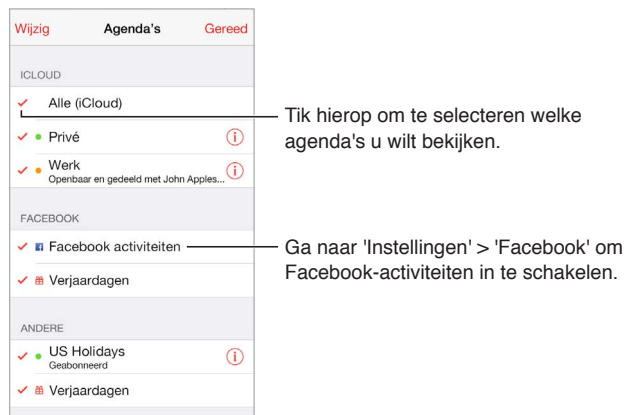 Wijzig Agenda's Gereed
ICLOUD
Alle (iCloud)
Privé
Werk
Openbaar en gedeeld met John Apples...
FACEBOOK
Facebook activiteiten
Verjaardagen
ANDERE
US Holidays
Geabonneerd
Verjaardagen
Tik hierop om te selecteren welke
agenda's u wilt bekijken.
Ga naar 'Instellingen' > 'Facebook' om
Facebook-activiteiten in te schakelen.